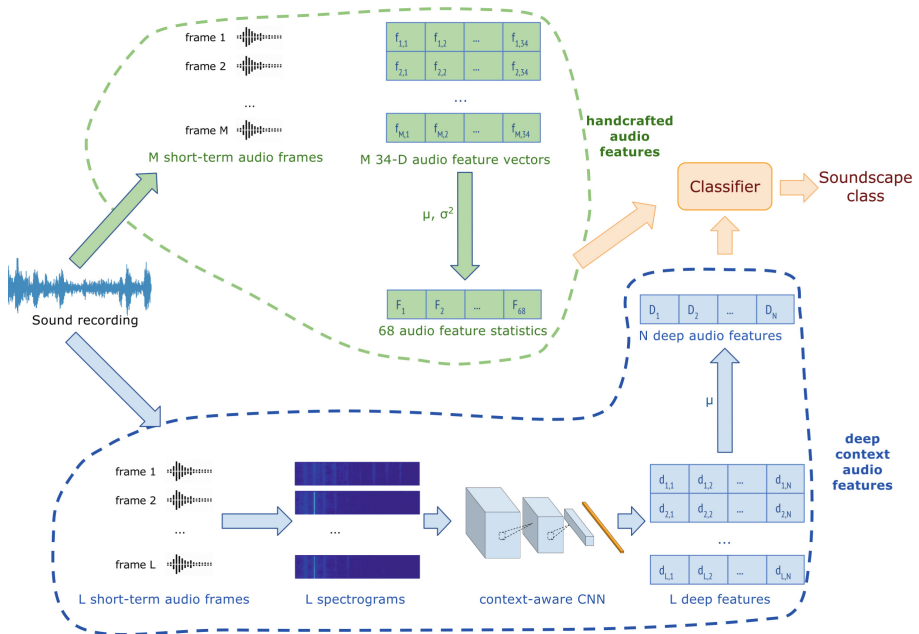 frame 1
frame 2
...
frame M
M short-term audio frames
f1,1 f1,2 ... f1,34
f2,1 f2,2 ... f2,34
...
fM,1 fM,2 ... fM,34
M 34-D audio feature vectors
μ, σ2
F1 F2 ... F68
68 audio feature statistics
handcrafted
audio
features
Classifier
Soundscape
class
Sound recording
D1 D2 ... DN
N deep audio features
μ
deep
context
audio
features
frame 1
frame 2
...
frame L
L short-term audio frames
...
L spectrograms
context-aware CNN
d1,1 d1,2 ... d1,N
d2,1 d2,2 ... d2,N
...
dL,1 dL,2 ... dL,N
L deep features